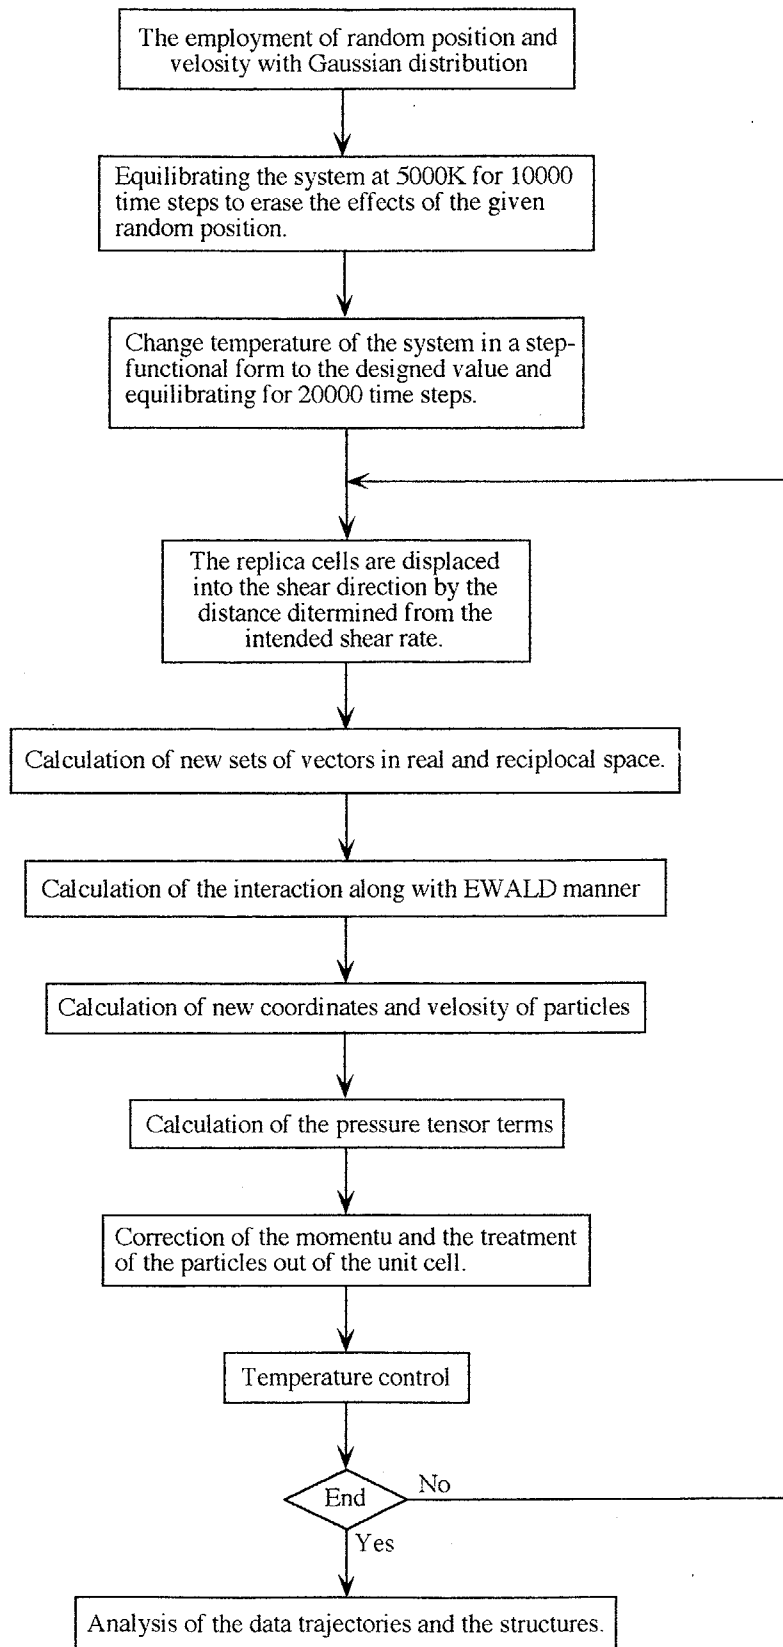 The employment of random position and
velosity with Gaussian distribution
Equilibrating the system at 5000K for 10000
time steps to erase the effects of the given
random position.
Change temperature of the system in a step-
functional form to the designed value and
equilibrating for 20000 time steps.
The replica cells are displaced
into the shear direction by the
distance ditermined from the
intended shear rate.
Calculation of new sets of vectors in real and reciplocal space.
Calculation of the interaction along with EWALD manner
Calculation of new coordinates and velosity of particles
Calculation of the pressure tensor terms
Correction of the momentu and the treatment
of the particles out of the unit cell.
Temperature control
End
No
Yes
Analysis of the data trajectories and the structures.